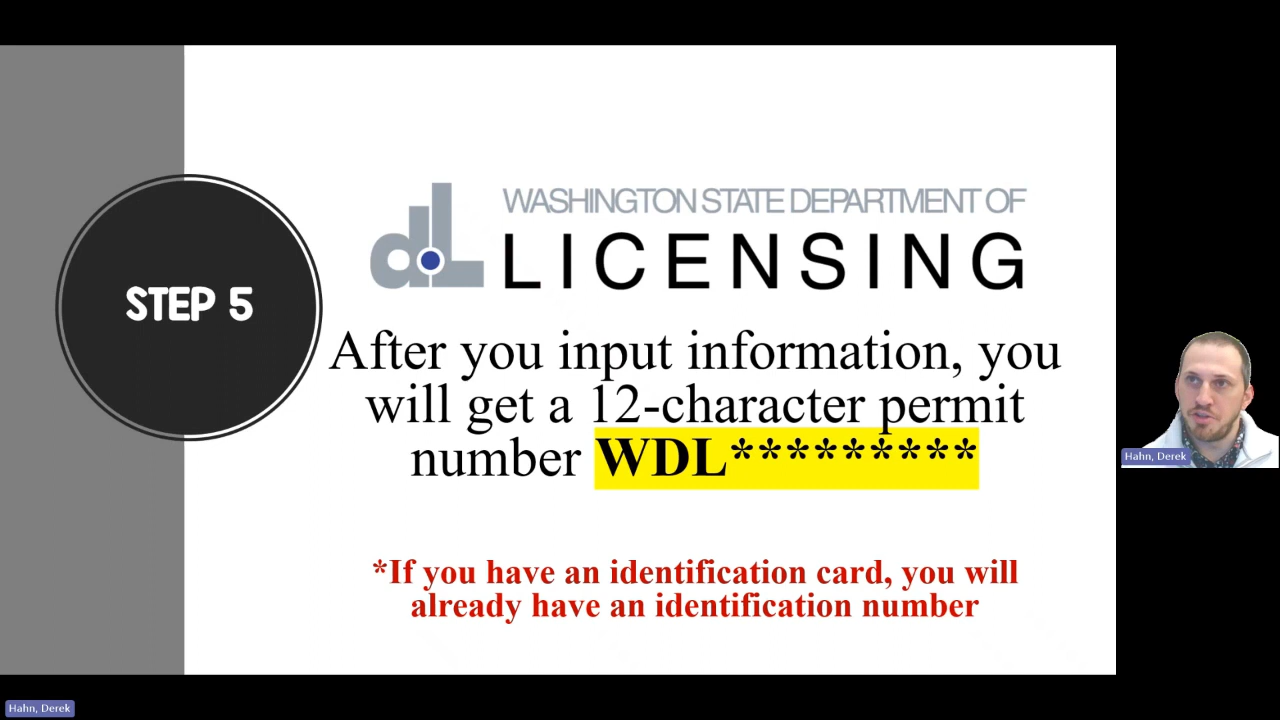 WASHINGTON STATE DEPARTMENT OF
dL LICENSING
STEP 5
After you input information, you
will get a 12-character permit
number WDL*********
*If you have an identification card, you will
already have an identification number
Hahn, Derek
Hahn, Derek